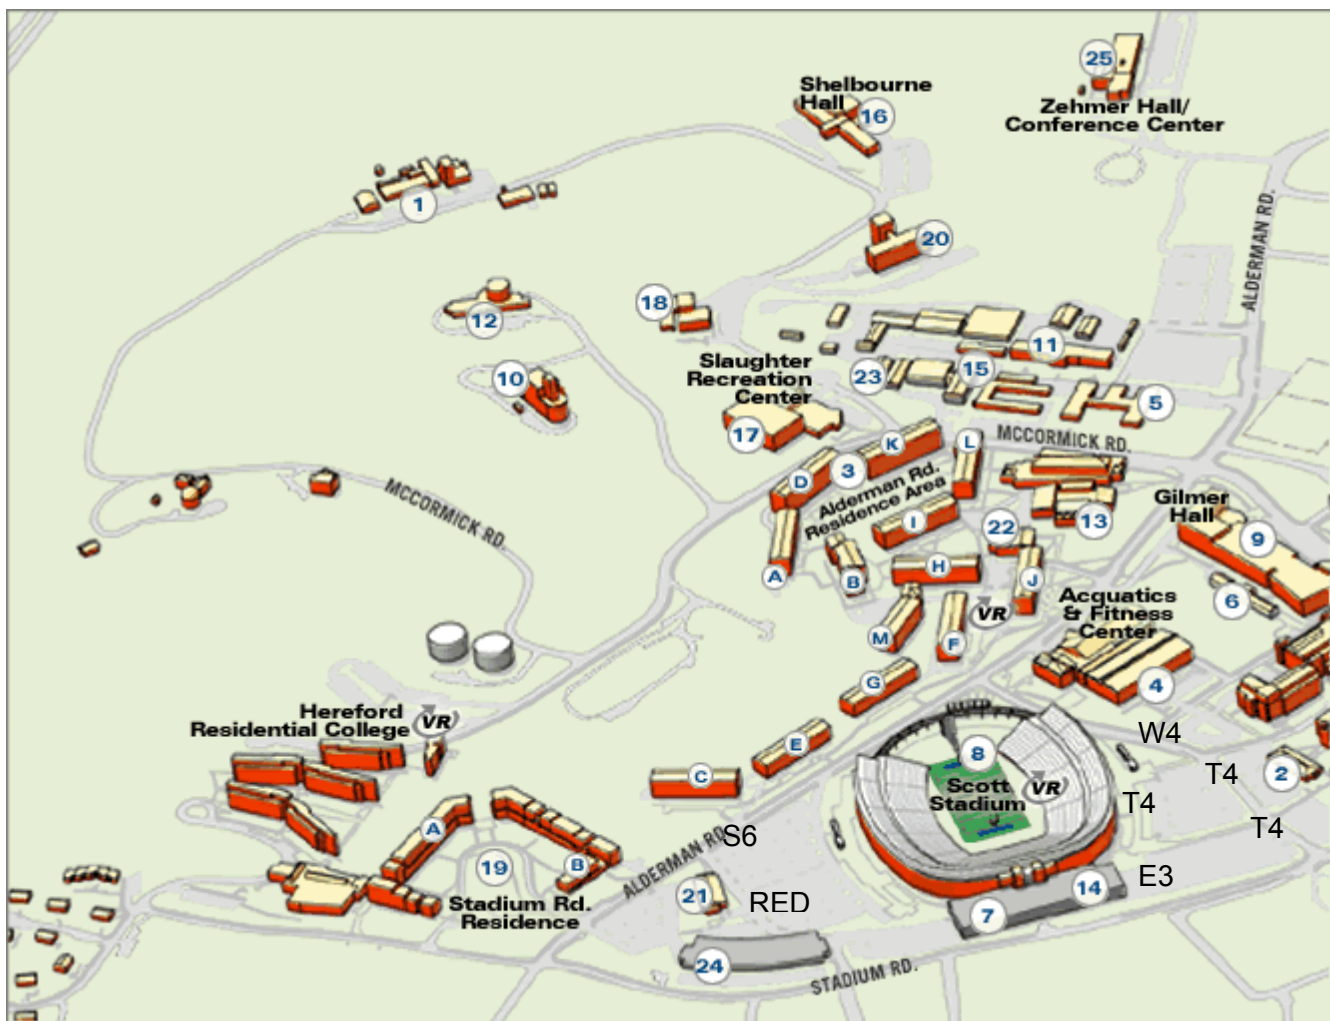 25
Shelbourne
Hall
16
Zehmer Hall/
Conference Center
1
ALDERMAN RD.
20
18
12
11
Slaughter
Recreation
Center
10
23
15
5
17
K
L
MCCORMICK RD.
D
3
Alderman Rd.
Residence Area
MCCORMICK RD.
I
22
13
Gilmer
Hall
9
A
B
H
J
6
Acquatics
& Fitness
Center
M
F
VR
G
4
Hereford
Residential College
VR
E
W4
8
Scott
Stadium
VR
T4
2
C
T4
T4
A
S6
ALDERMAN RD.
19
B
E3
14
Stadium Rd.
Residence
21
RED
7
24
STADIUM RD.